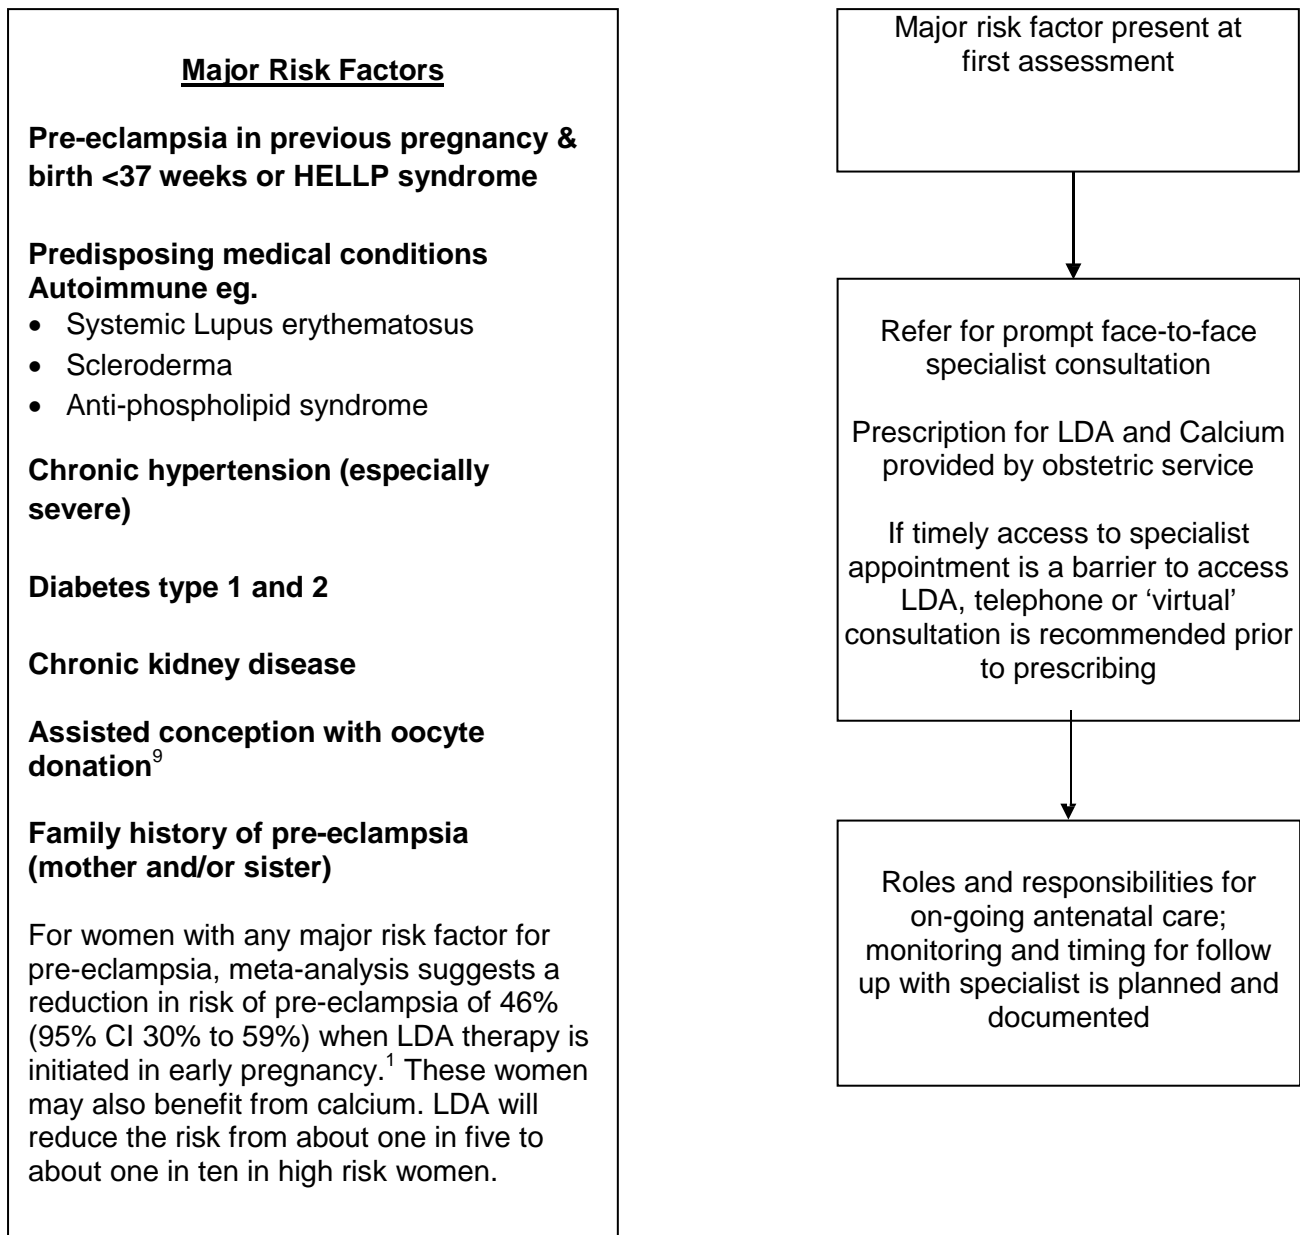 Major Risk Factors
Pre-eclampsia in previous pregnancy &
birth <37 weeks or HELLP syndrome
Predisposing medical conditions
Autoimmune eg.
• Systemic Lupus erythematosus
• Scleroderma
• Anti-phospholipid syndrome
Chronic hypertension (especially
severe)
Diabetes type 1 and 2
Chronic kidney disease
Assisted conception with oocyte
donation9
Family history of pre-eclampsia
(mother and/or sister)
For women with any major risk factor for
pre-eclampsia, meta-analysis suggests a
reduction in risk of pre-eclampsia of 46%
(95% CI 30% to 59%) when LDA therapy is
initiated in early pregnancy.1 These women
may also benefit from calcium. LDA will
reduce the risk from about one in five to
about one in ten in high risk women.
Major risk factor present at
first assessment
Refer for prompt face-to-face
specialist consultation
Prescription for LDA and Calcium
provided by obstetric service
If timely access to specialist
appointment is a barrier to access
LDA, telephone or ‘virtual’
consultation is recommended prior
to prescribing
Roles and responsibilities for
on-going antenatal care;
monitoring and timing for follow
up with specialist is planned and
documented